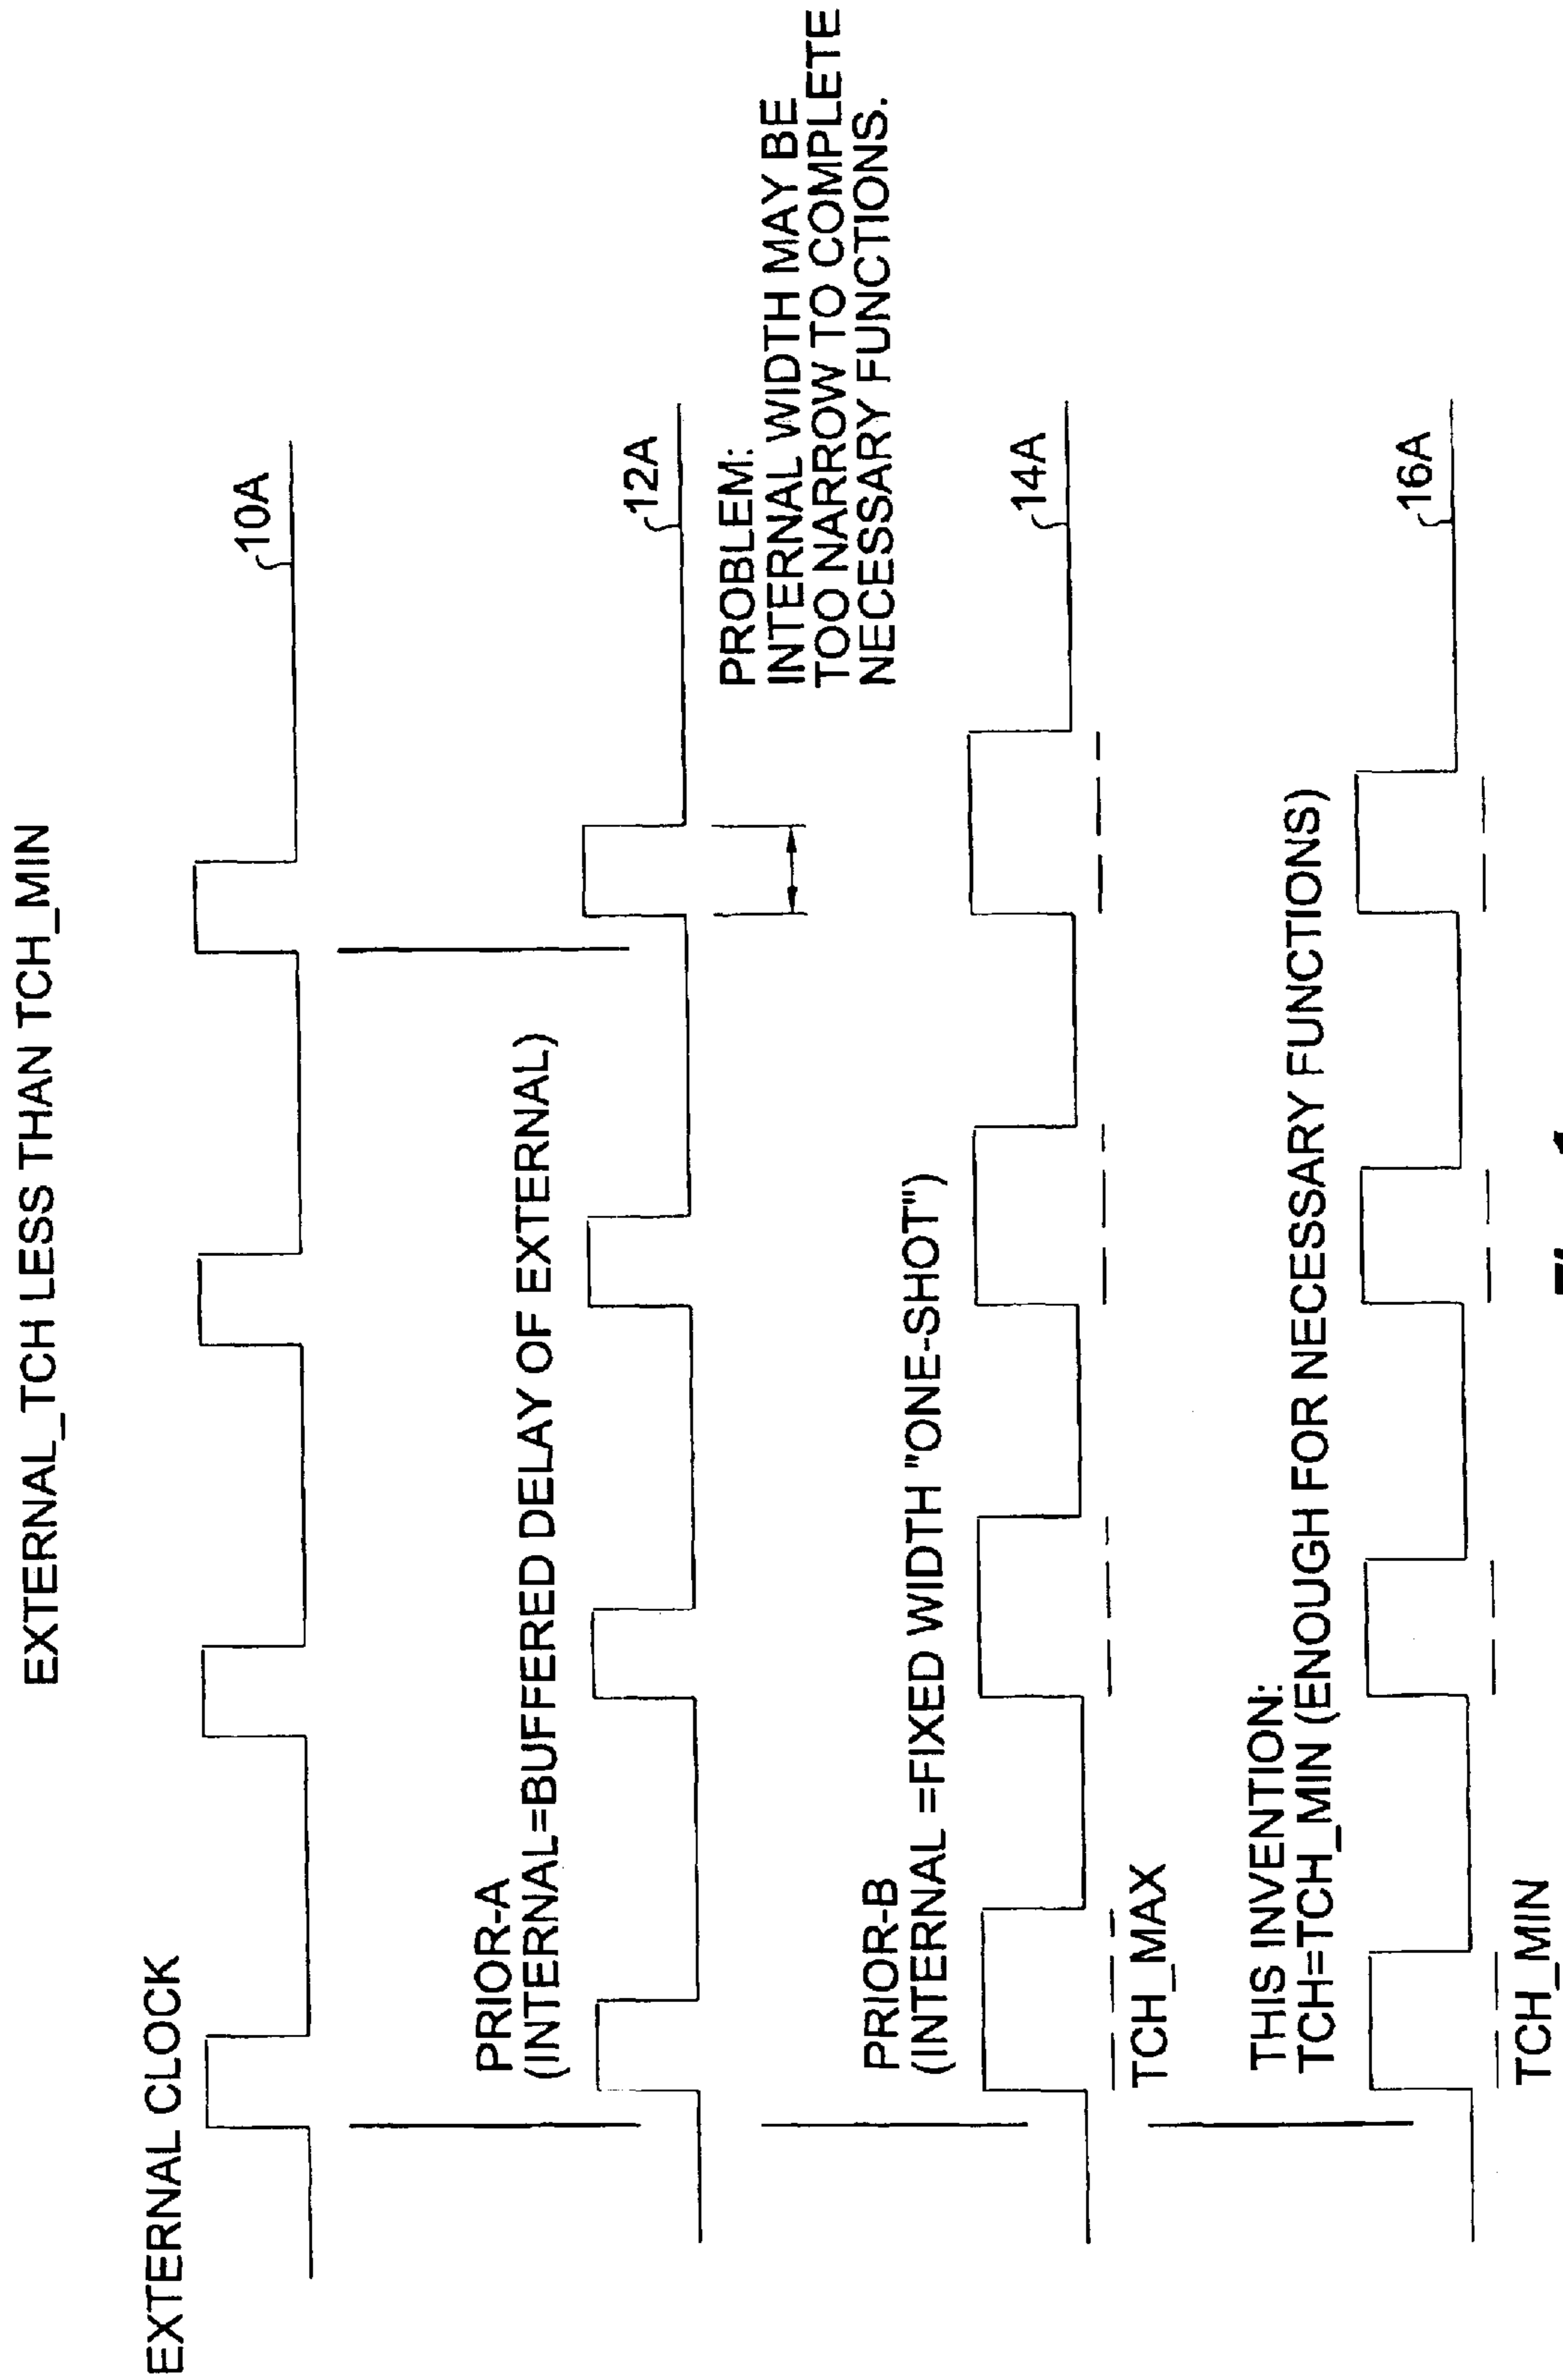 EXTERNAL_TCH LESS THAN TCH_MIN
EXTERNAL CLOCK
10A
PRIOR-A
(INTERNAL=BUFFERED DELAY OF EXTERNAL)
12A
PROBLEM:
INTERNAL WIDTH MAY BE
TOO NARROW TO COMPLETE
NECESSARY FUNCTIONS.
PRIOR-B
(INTERNAL =FIXED WIDTH "ONE-SHOT")
14A
TCH_MAX
THIS INVENTION:
TCH=TCH_MIN (ENOUGH FOR NECESSARY FUNCTIONS)
16A
TCH_MIN